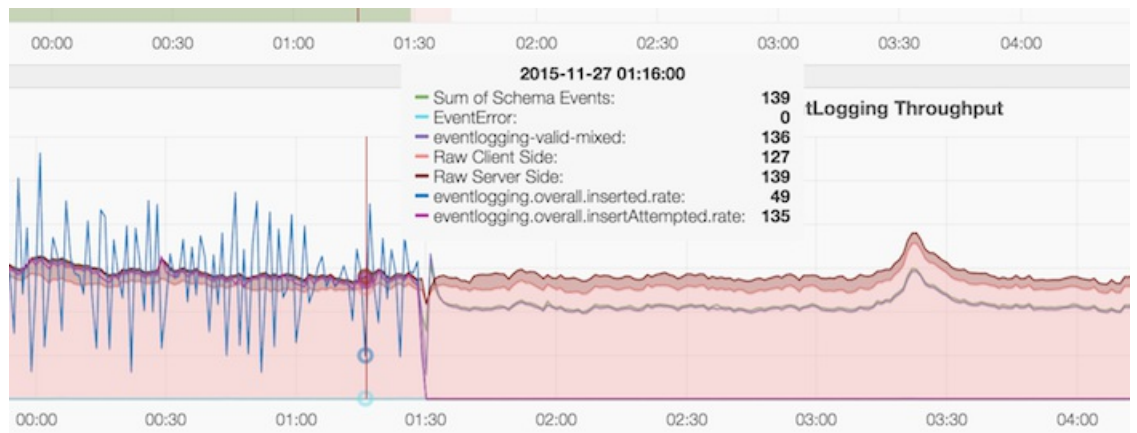 00:00 00:30 01:00 01:30 02:00 02:30 03:00 03:30 04:00
2015-11-27 01:16:00
Sum of Schema Events: 139
EventError: 0
eventlogging-valid-mixed: 136
Raw Client Side: 127
Raw Server Side: 139
eventlogging.overall.inserted.rate: 49
eventlogging.overall.insertAttempted.rate: 135
tLogging Throughput
00:00 00:30 01:00 01:30 02:00 02:30 03:00 03:30 04:00